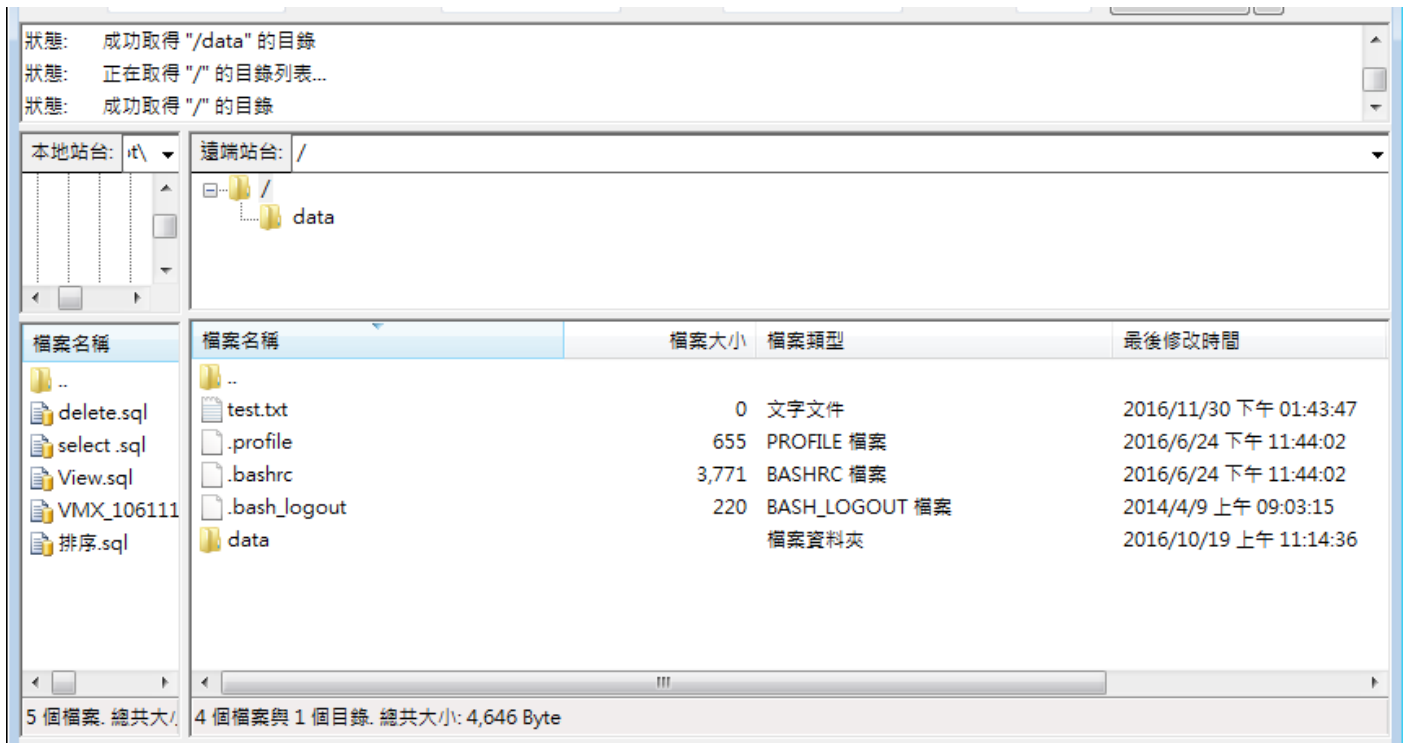 狀態: 成功取得 "/data" 的目錄
狀態: 正在取得 "/" 的目錄列表...
狀態: 成功取得 "/" 的目錄
本地站台: 遠端站台: /
/
data
檔案名稱
..
delete.sql
select .sql
View.sql
VMX_106111
排序.sql
5 個檔案. 總共大
檔案名稱 檔案大小 檔案類型 最後修改時間
..
test.txt 0 文字文件 2016/11/30 下午 01:43:47
.profile 655 PROFILE 檔案 2016/6/24 下午 11:44:02
.bashrc 3,771 BASHRC 檔案 2016/6/24 下午 11:44:02
.bash_logout 220 BASH_LOGOUT 檔案 2014/4/9 上午 09:03:15
data 檔案資料夾 2016/10/19 上午 11:14:36
4 個檔案與 1 個目錄. 總共大小: 4,646 Byte